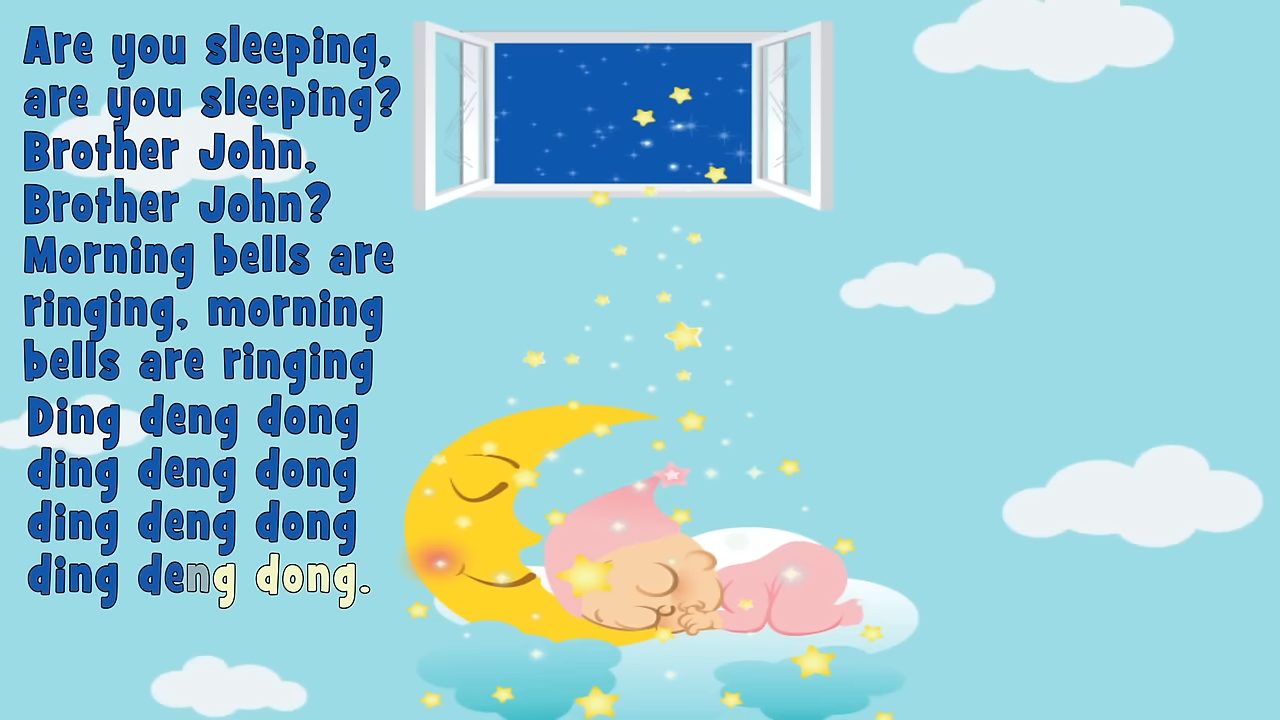 Are you sleeping,
are you sleeping?
Brother John,
Brother John?
Morning bells are
ringing, morning
bells are ringing
Ding deng dong
ding deng dong
ding deng dong
ding deng dong.